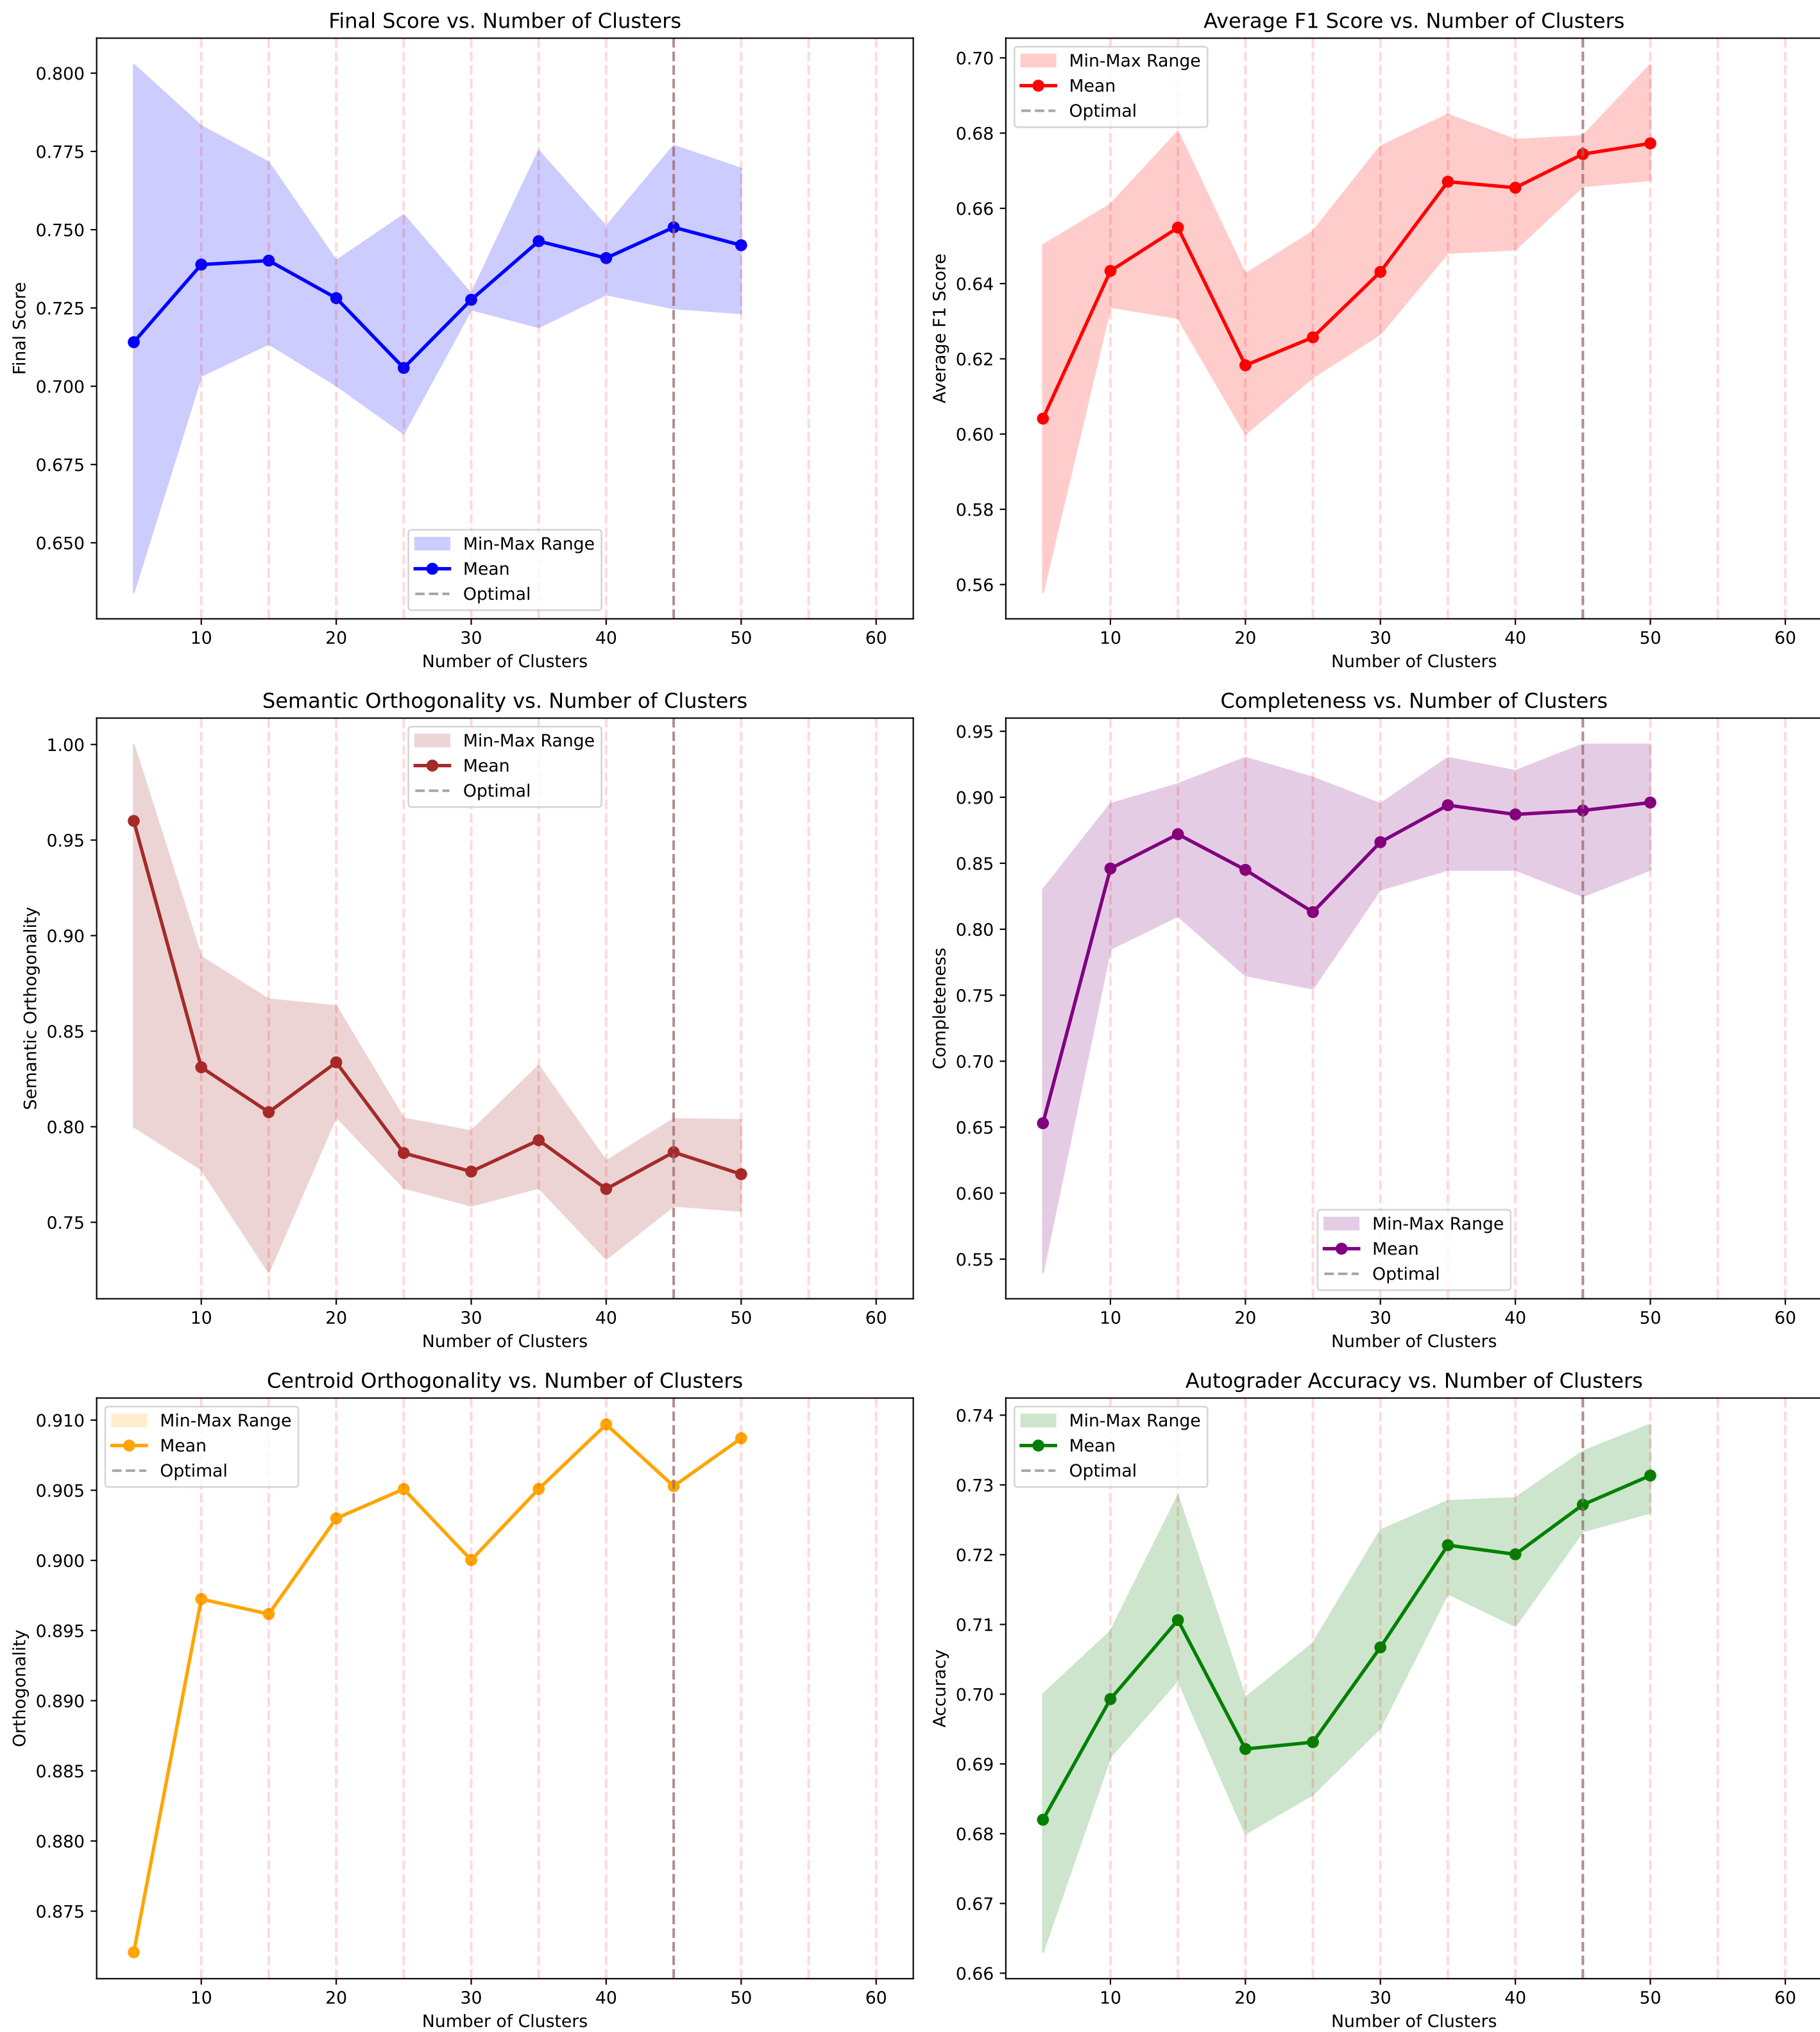 Final Score vs. Number of Clusters
0.800
0.775
0.750
0.725
0.700
0.675
0.650
Final Score
Min-Max Range
Mean
Optimal
10 20 30 40 50 60
Number of Clusters
Average F1 Score vs. Number of Clusters
0.70
0.68
0.66
0.64
0.62
0.60
0.58
0.56
Average F1 Score
Min-Max Range
Mean
Optimal
10 20 30 40 50 60
Number of Clusters
Semantic Orthogonality vs. Number of Clusters
1.00
0.95
0.90
0.85
0.80
0.75
Semantic Orthogonality
Min-Max Range
Mean
Optimal
10 20 30 40 50 60
Number of Clusters
Completeness vs. Number of Clusters
0.95
0.90
0.85
0.80
0.75
0.70
0.65
0.60
0.55
Completeness
Min-Max Range
Mean
Optimal
10 20 30 40 50 60
Number of Clusters
Centroid Orthogonality vs. Number of Clusters
0.910
0.905
0.900
0.895
0.890
0.885
0.880
0.875
Orthogonality
Min-Max Range
Mean
Optimal
10 20 30 40 50 60
Number of Clusters
Autograder Accuracy vs. Number of Clusters
0.74
0.73
0.72
0.71
0.70
0.69
0.68
0.67
0.66
Accuracy
Min-Max Range
Mean
Optimal
10 20 30 40 50 60
Number of Clusters